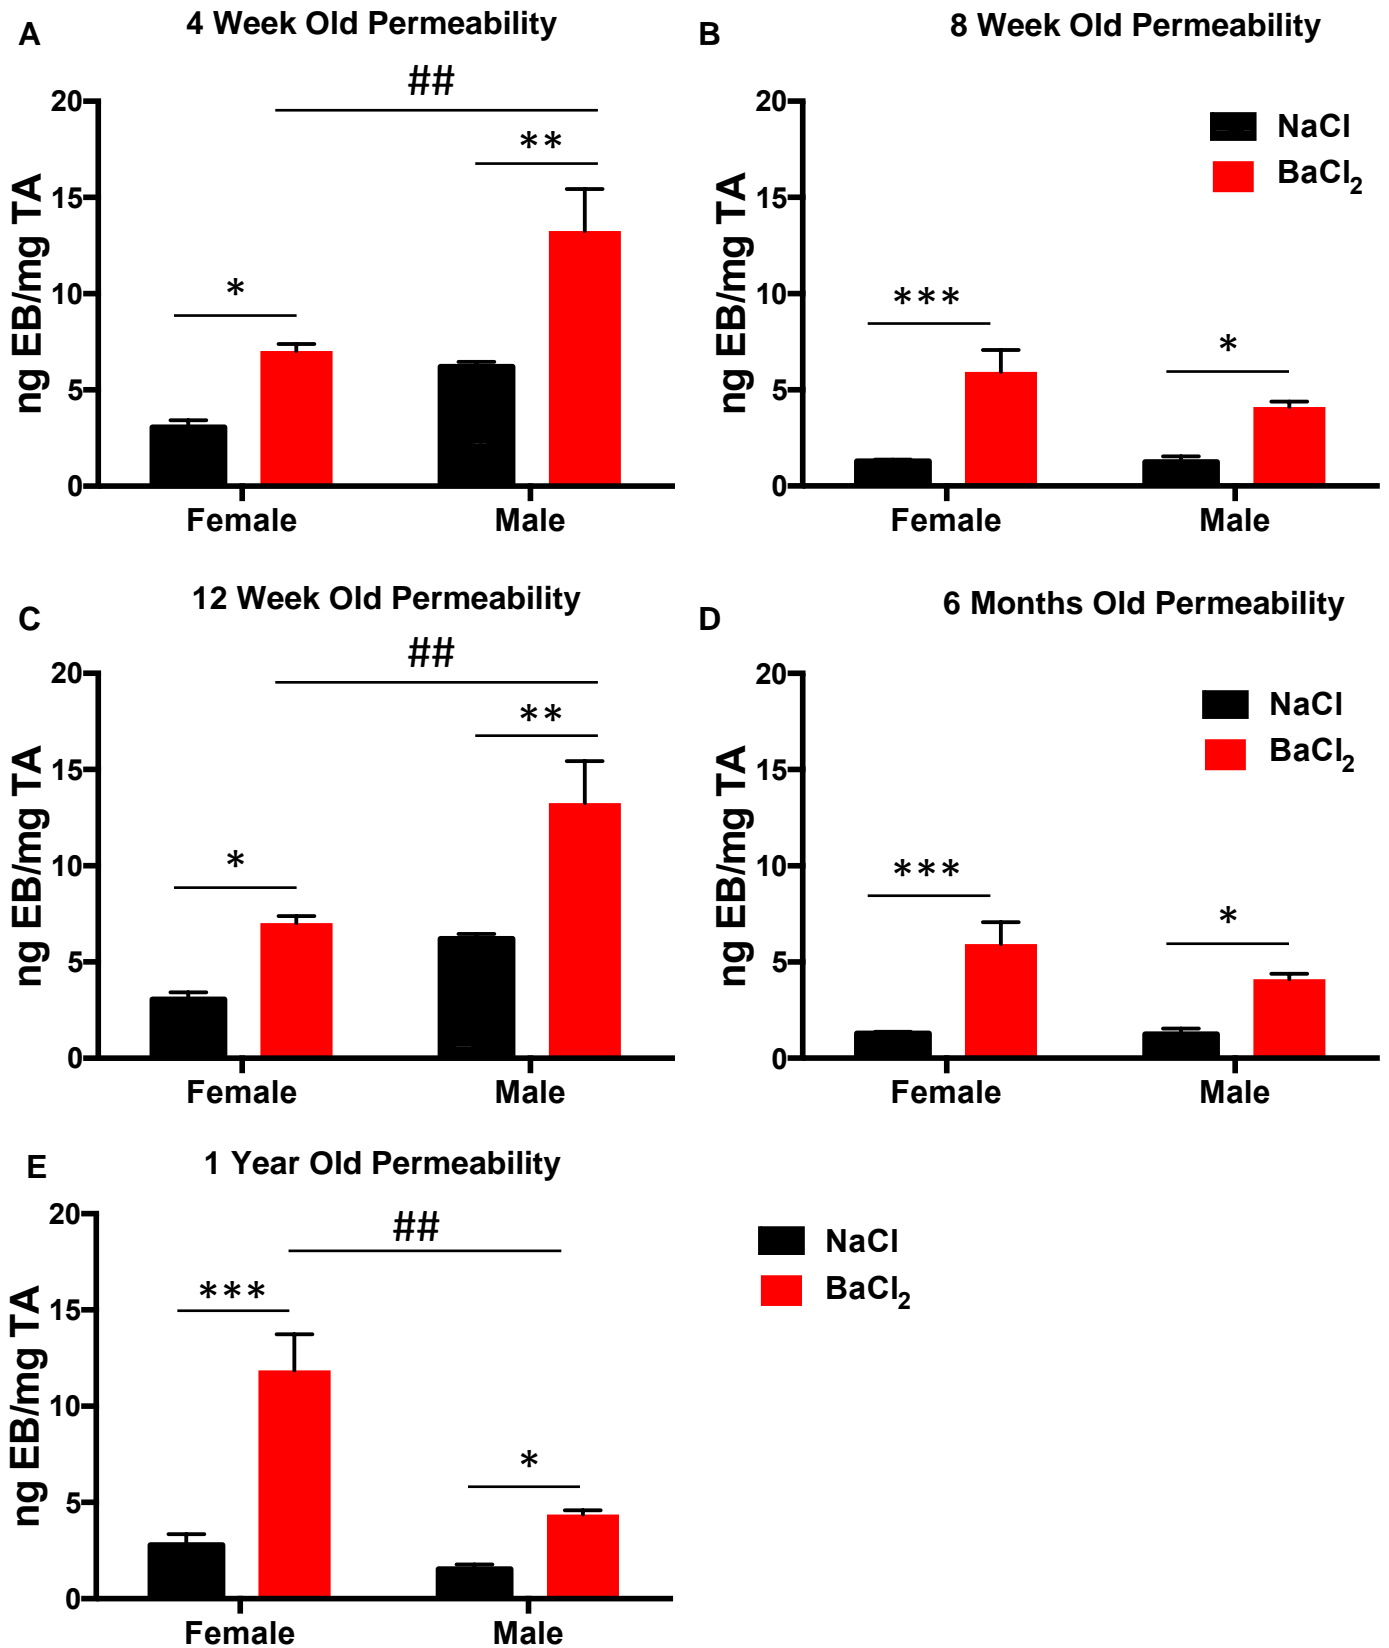 A
4 Week Old Permeability
##
**
*
20
15
10
5
0
ng EB/mg TA
Female
Male
B
8 Week Old Permeability
NaCl
BaCl2
***
*
20
15
10
5
0
ng EB/mg TA
Female
Male
C
12 Week Old Permeability
##
**
*
20
15
10
5
0
ng EB/mg TA
Female
Male
D
6 Months Old Permeability
NaCl
BaCl2
***
*
20
15
10
5
0
ng EB/mg TA
Female
Male
E
1 Year Old Permeability
##
***
*
20
15
10
5
0
ng EB/mg TA
Female
Male
NaCl
BaCl2